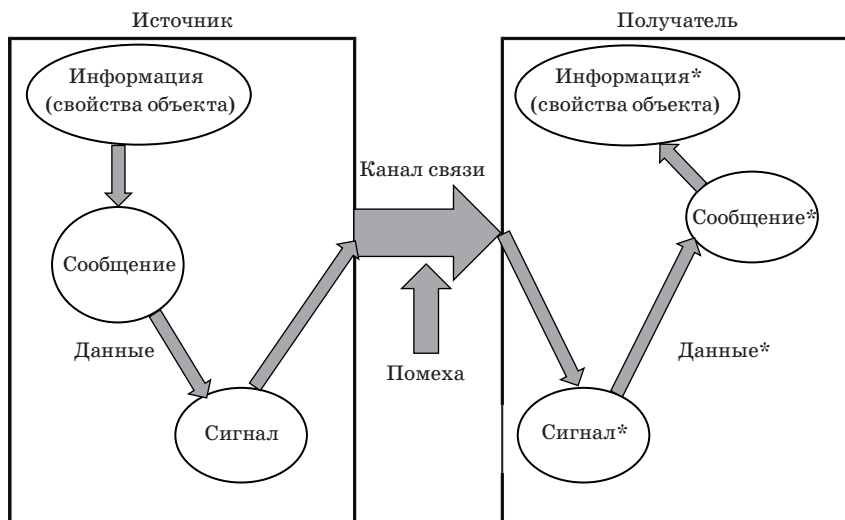 Источник
Информация
(свойства объекта)
Сообщение
Данные
Сигнал
Канал связи
Помеха
Получатель
Информация*
(свойства объекта)
Сообщение*
Данные*
Сигнал*